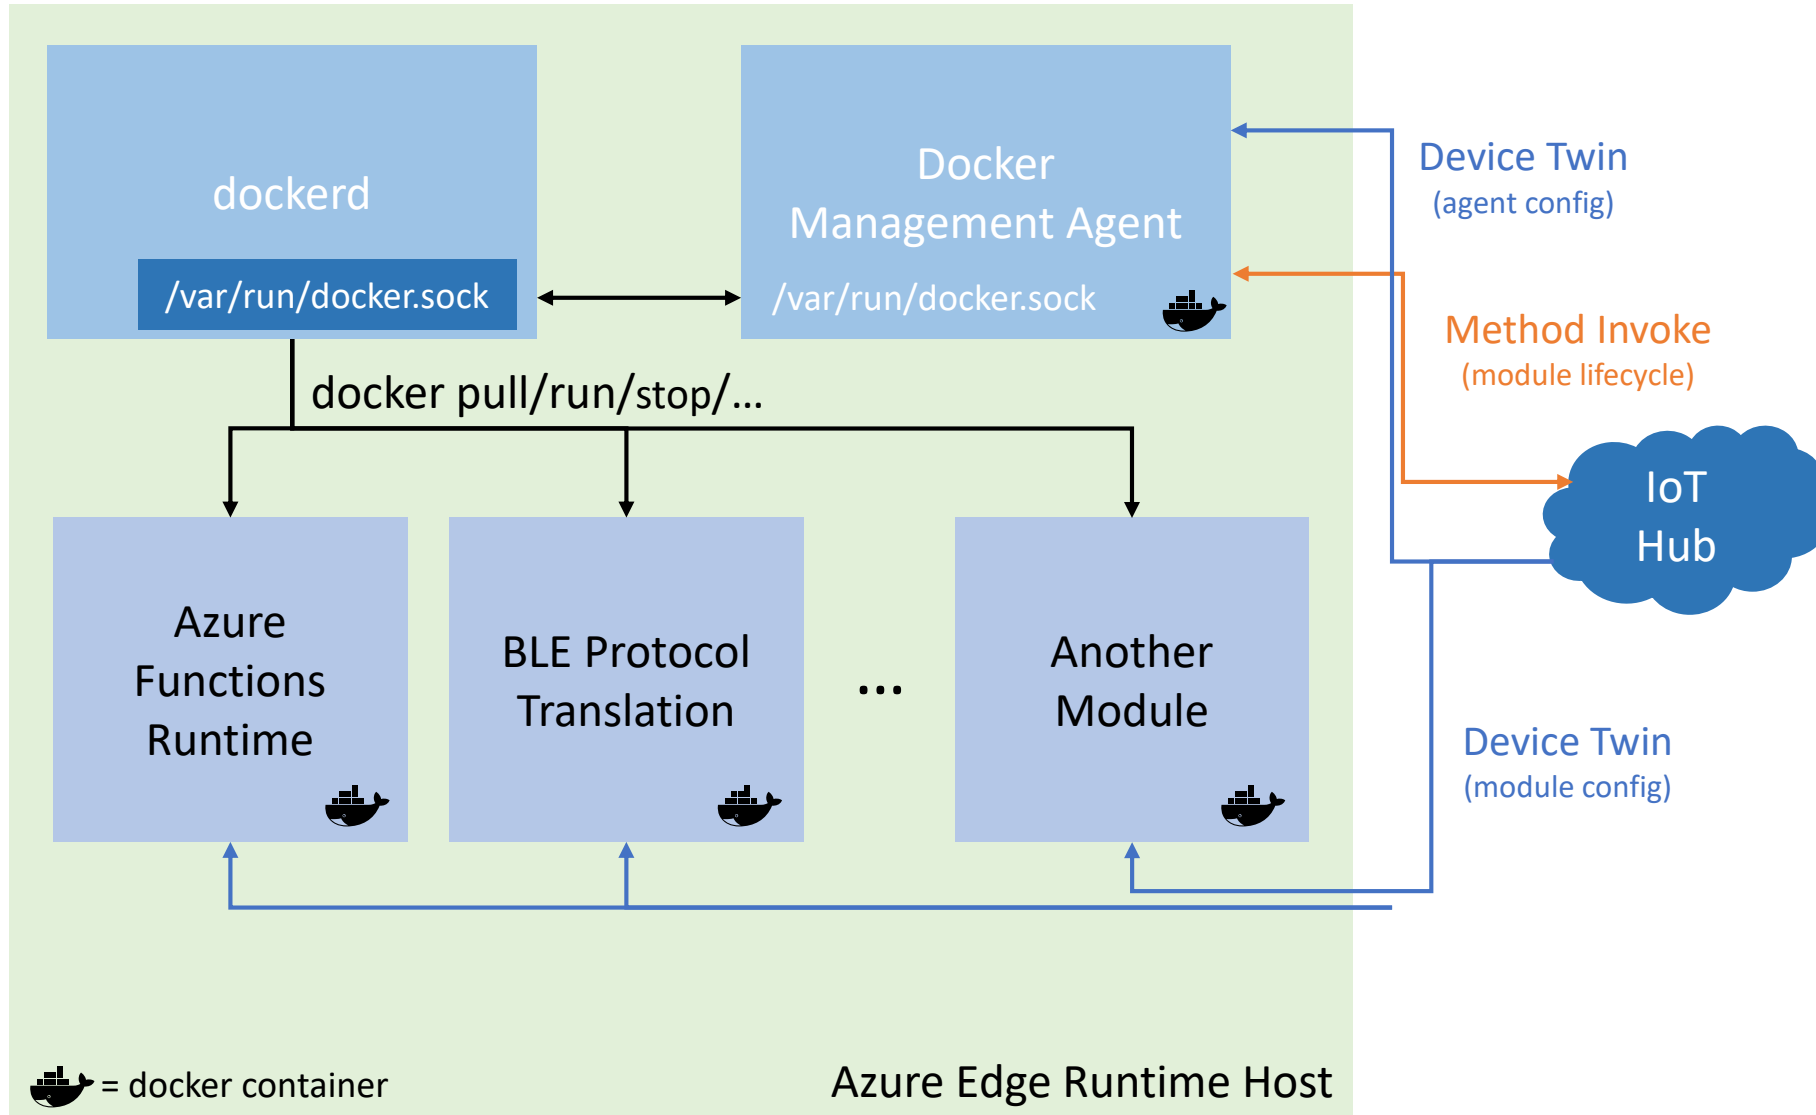 dockerd
/var/run/docker.sock
Docker
Management Agent
/var/run/docker.sock
Device Twin
(agent config)
Method Invoke
(module lifecycle)
docker pull/run/stop/...
IoT
Hub
Azure
Functions
Runtime
BLE Protocol
Translation
...
Another
Module
Device Twin
(module config)
= docker container
Azure Edge Runtime Host